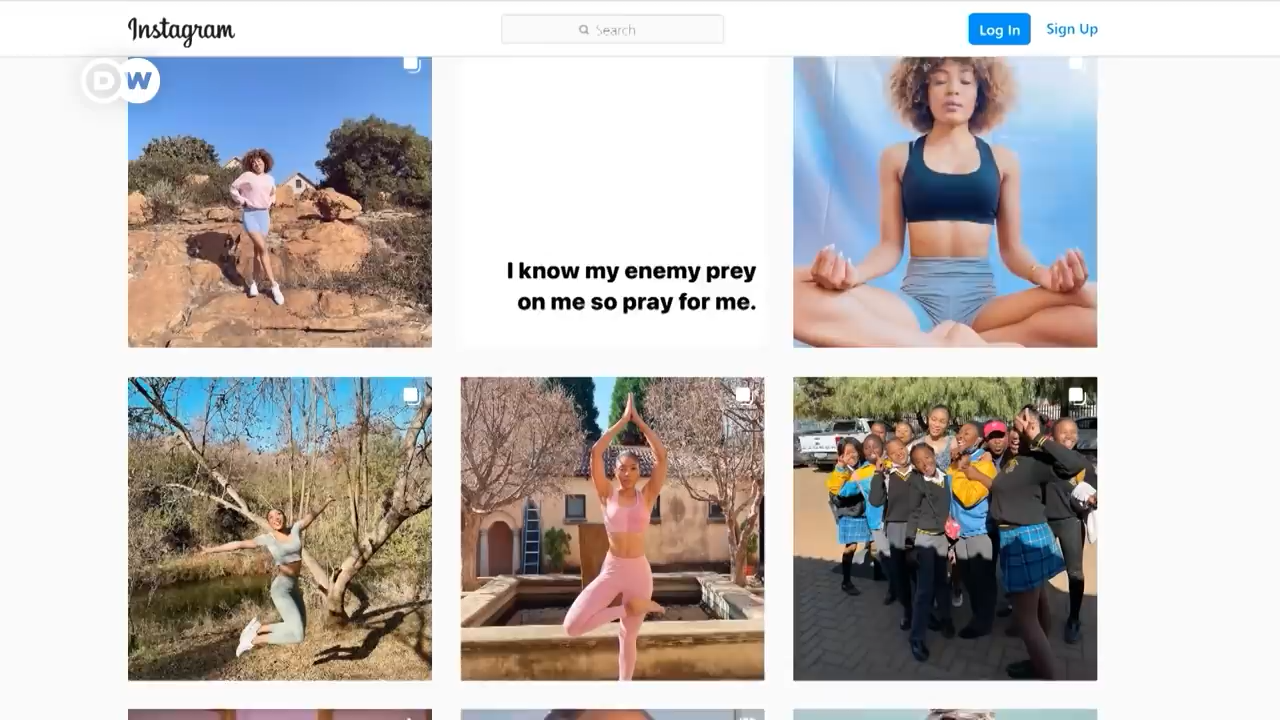 Instagram
Search
Log In
Sign Up
DW
I know my enemy prey
on me so pray for me.